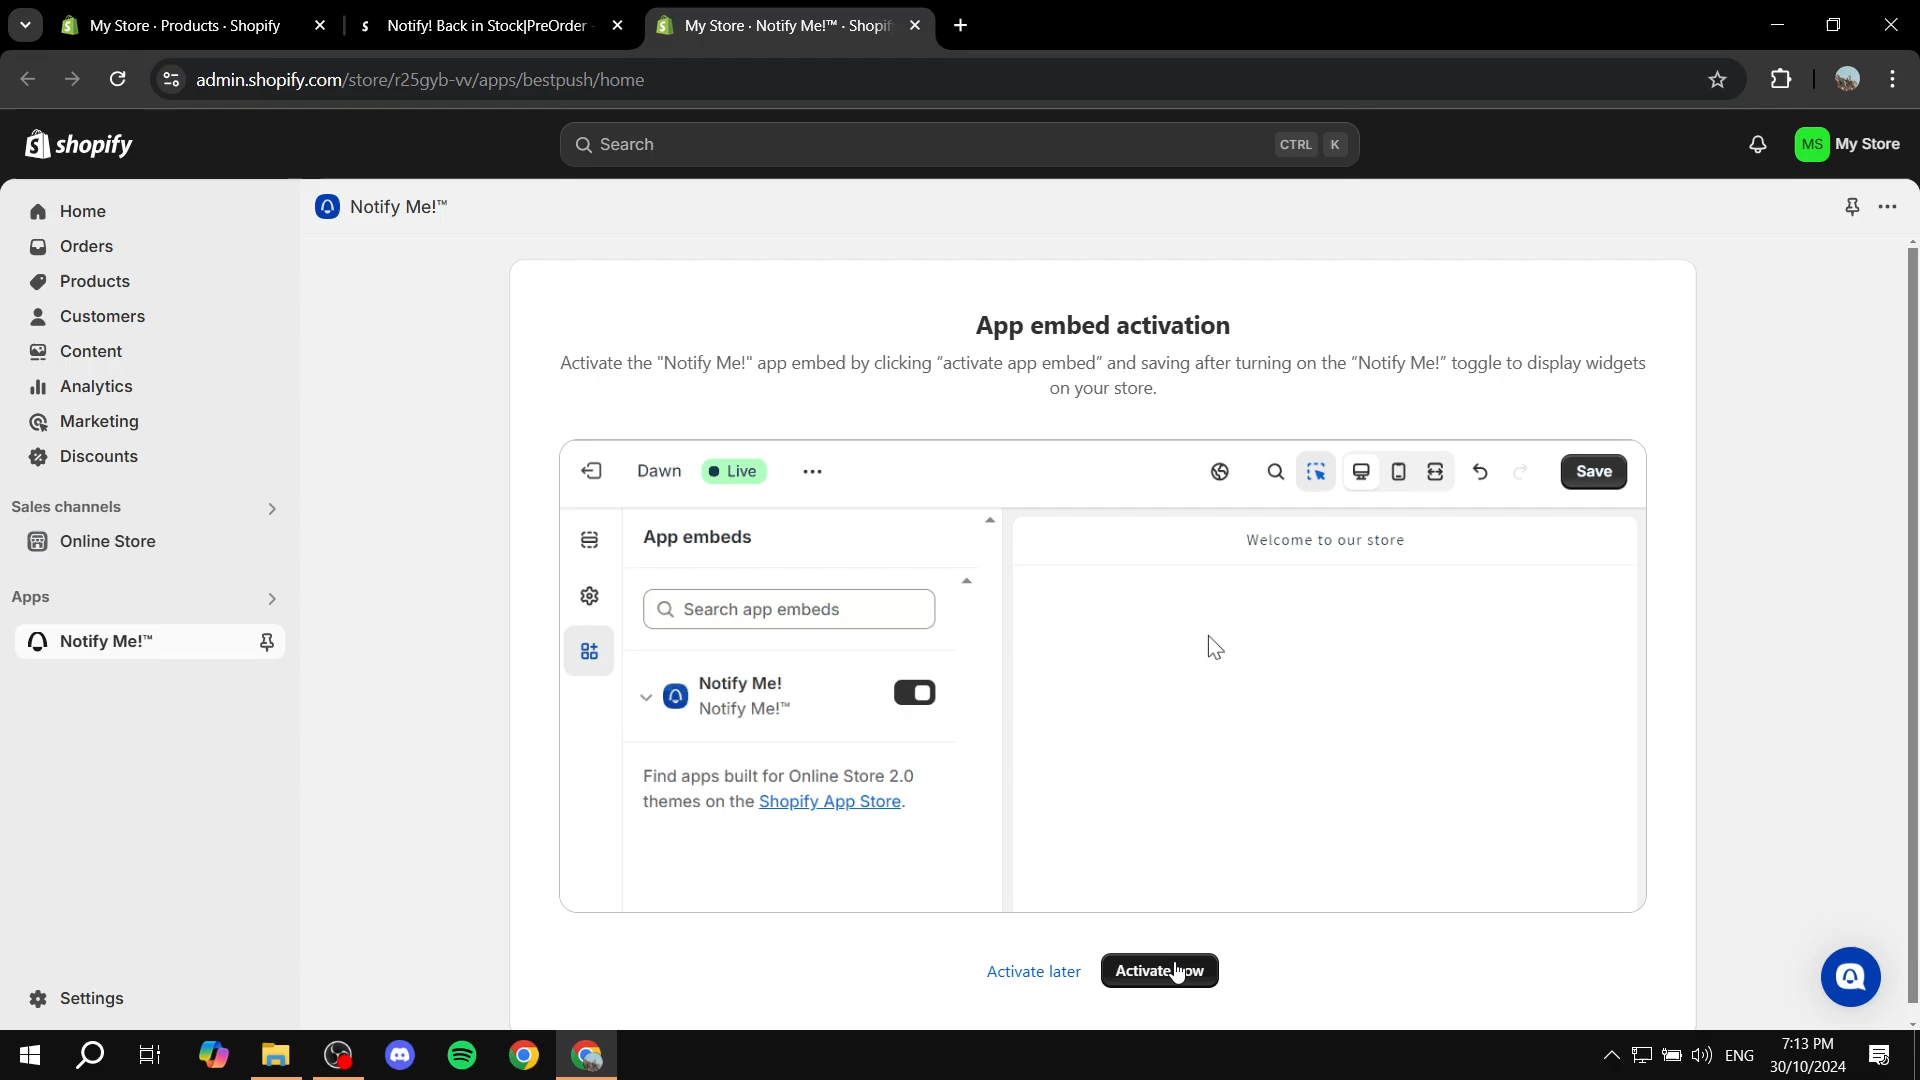 My Store · Products · Shopify
Notify! Back in Stock|PreOrder -
My Store · Notify Me!™ · Shopif
admin.shopify.com/store/r25gyb-vv/apps/bestpush/home
shopify
Search
CTRL K
MS My Store
Home
Orders
Products
Customers
Content
Analytics
Marketing
Discounts
Sales channels
Online Store
Apps
Notify Me!™
Settings
Notify Me!™
App embed activation
Activate the "Notify Me!" app embed by clicking “activate app embed” and saving after turning on the “Notify Me!” toggle to display widgets
on your store.
Dawn
Live
Save
App embeds
Search app embeds
Notify Me!
Notify Me!™
Find apps built for Online Store 2.0
themes on the Shopify App Store.
Welcome to our store
Activate later
Activate now
ENG
7:13 PM
30/10/2024